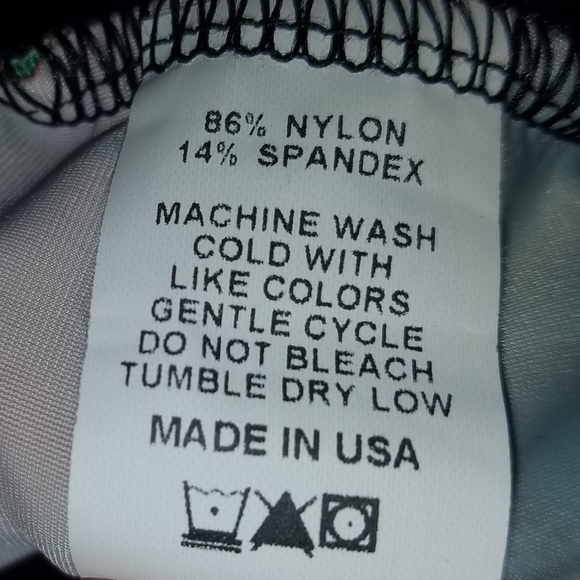 86% NYLON
14% SPANDEX
MACHINE WASH
COLD WITH
LIKE COLORS
GENTLE CYCLE
DO NOT BLEACH
TUMBLE DRY LOW
MADE IN USA